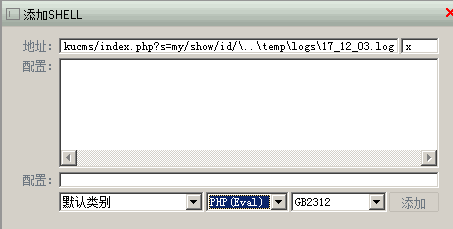 添加SHELL
地址: kucms/index.php?s=my/show/id/\..\temp\logs\17_12_03.log x
配置:
配置:
默认类别 PHP(Eval) GB2312 添加